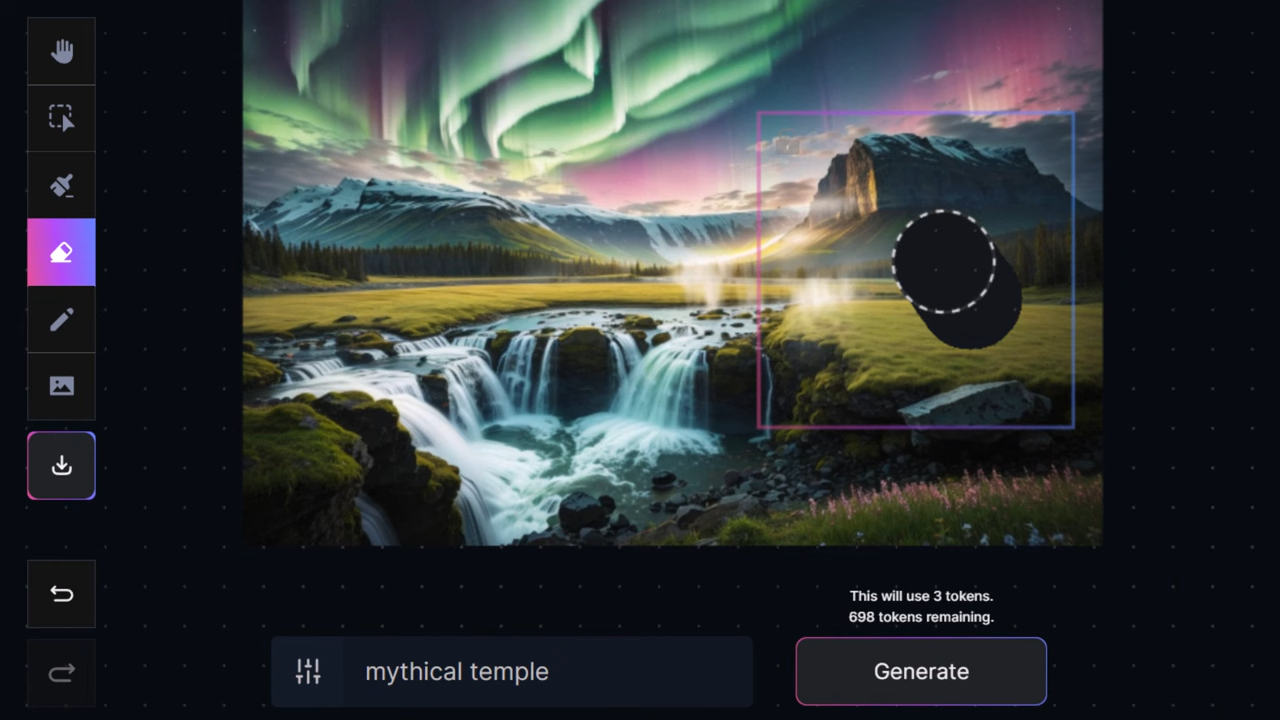 This will use 3 tokens.
698 tokens remaining.
mythical temple
Generate